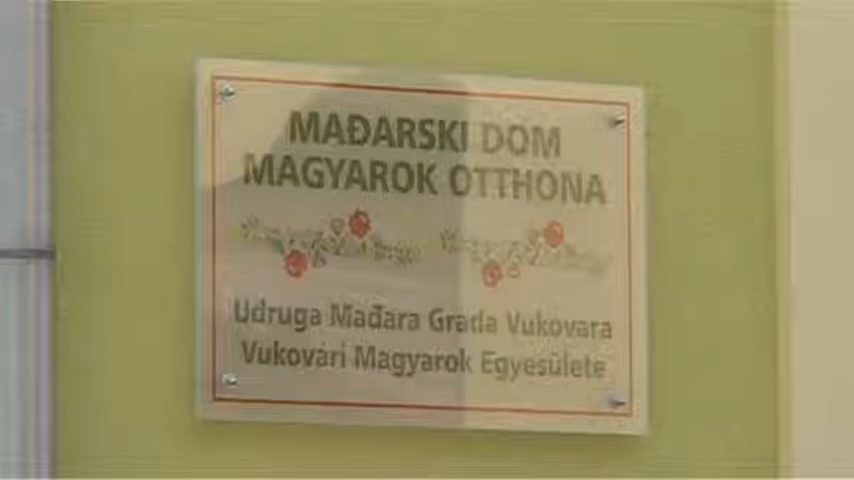 MAĐARSKI DOM
MAGYAROK OTTHONA
Udruga Mađara Grada Vukovara
Vukovári Magyarok Egyesülete